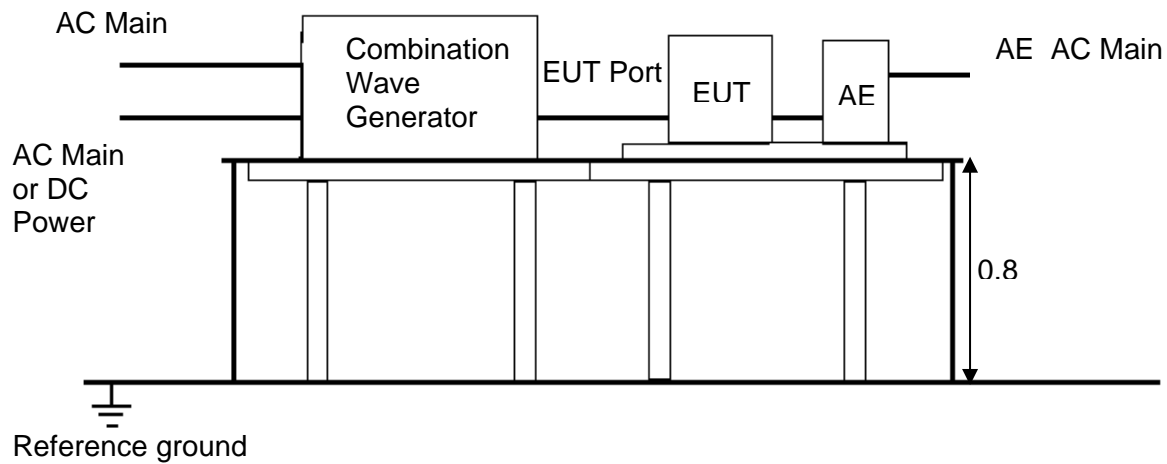 AC Main
Combination
Wave
Generator
EUT Port
EUT
AE
AE AC Main
AC Main
or DC
Power
0.8
Reference ground